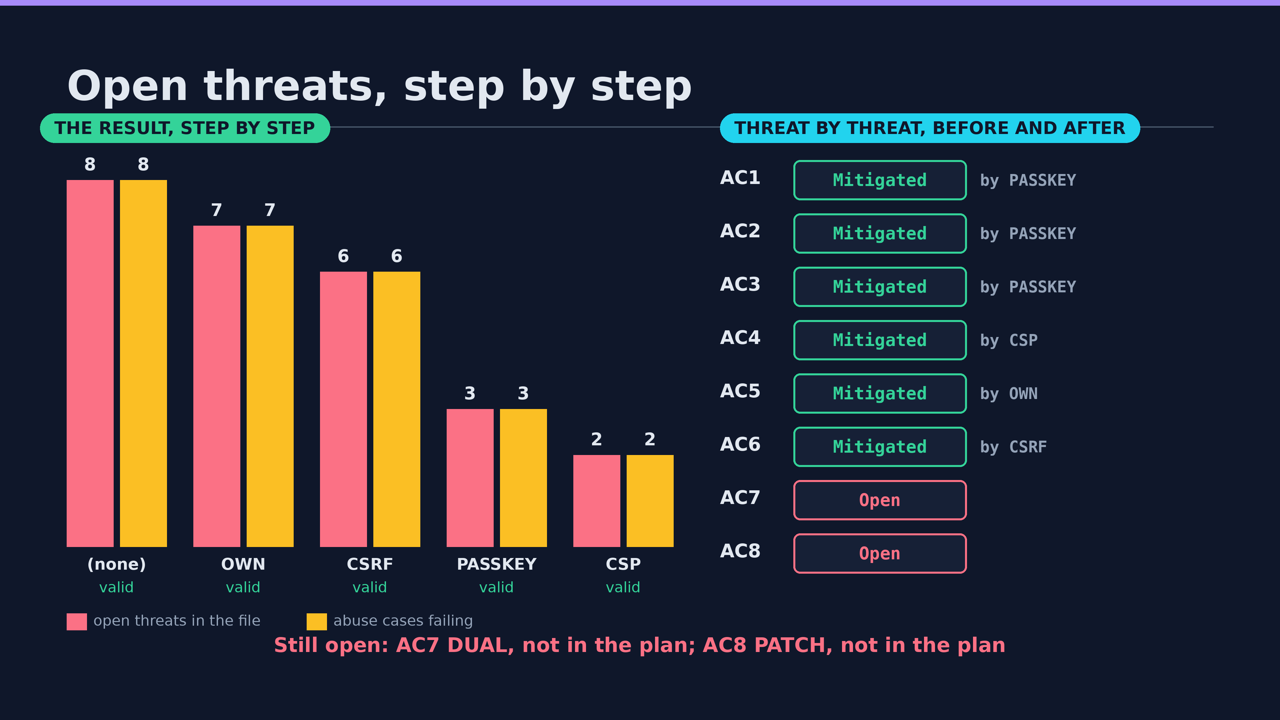 Open threats, step by step
THE RESULT, STEP BY STEP
8 8
7 7
6 6
3 3
2 2
(none) OWN CSRF PASSKEY CSP
valid valid valid valid valid
open threats in the file abuse cases failing
THREAT BY THREAT, BEFORE AND AFTER
AC1 Mitigated by PASSKEY
AC2 Mitigated by PASSKEY
AC3 Mitigated by PASSKEY
AC4 Mitigated by CSP
AC5 Mitigated by OWN
AC6 Mitigated by CSRF
AC7 Open
AC8 Open
Still open: AC7 DUAL, not in the plan; AC8 PATCH, not in the plan